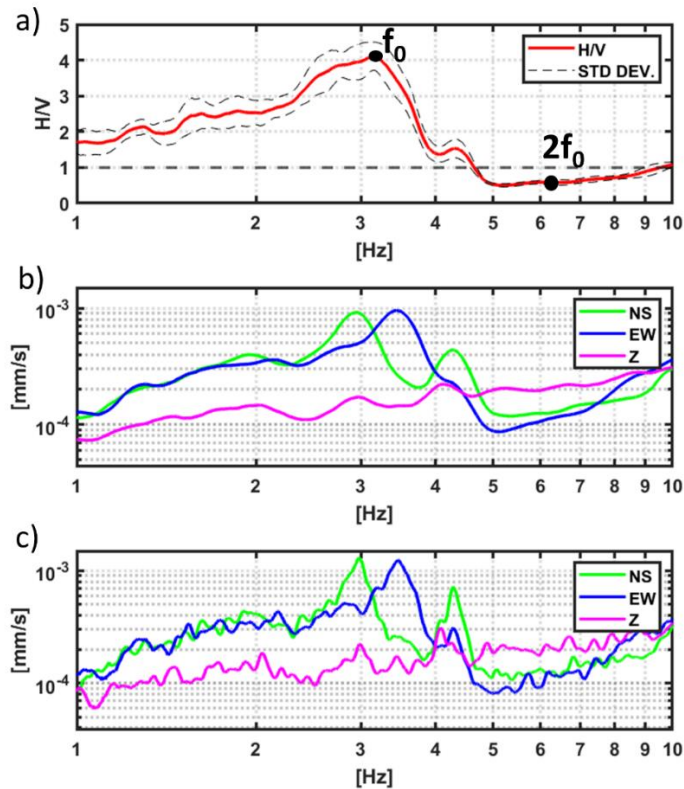 a)
f₀
5
4
3
2
1
0
H/V
H/V
STD DEV.
2f₀
1
2
3
4
5
6
7
8
9
10
[Hz]
b)
10⁻³
10⁻⁴
[mm/s]
NS
EW
Z
1
2
3
4
5
6
7
8
9
10
[Hz]
c)
10⁻³
10⁻⁴
[mm/s]
NS
EW
Z
1
2
3
4
5
6
7
8
9
10
[Hz]